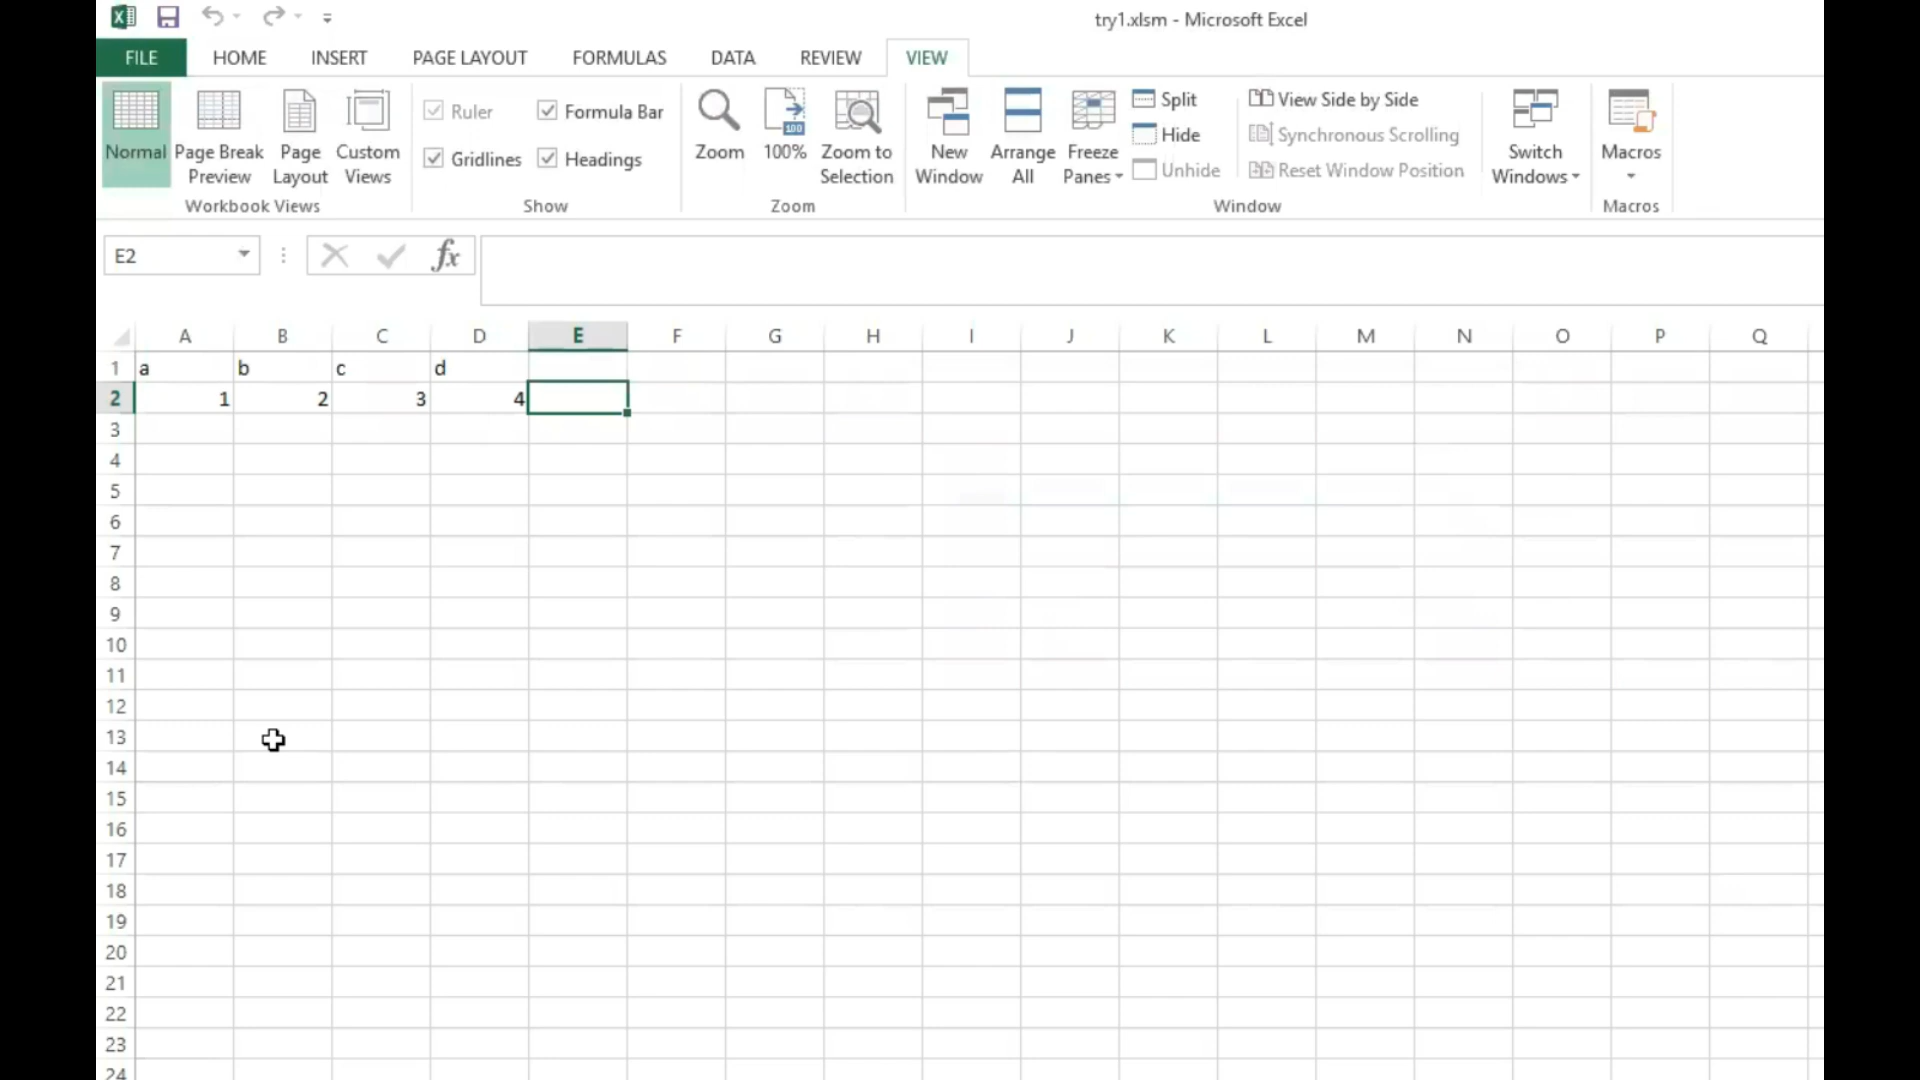 try1.xlsm - Microsoft Excel
FILE HOME INSERT PAGE LAYOUT FORMULAS DATA REVIEW VIEW
Normal
Page Break Preview
Page Layout
Custom Views
Workbook Views
Ruler
Formula Bar
Gridlines
Headings
Show
Zoom
100
100%
Zoom to Selection
Zoom
New Window
Arrange All
Freeze Panes
Split
Hide
Unhide
View Side by Side
Synchronous Scrolling
Reset Window Position
Switch Windows
Window
Macros
Macros
E2
fx
A B C D E F G H I J K L M N O P Q
1 a b c d
2 1 2 3 4
3
4
5
6
7
8
9
10
11
12
13
14
15
16
17
18
19
20
21
22
23
24